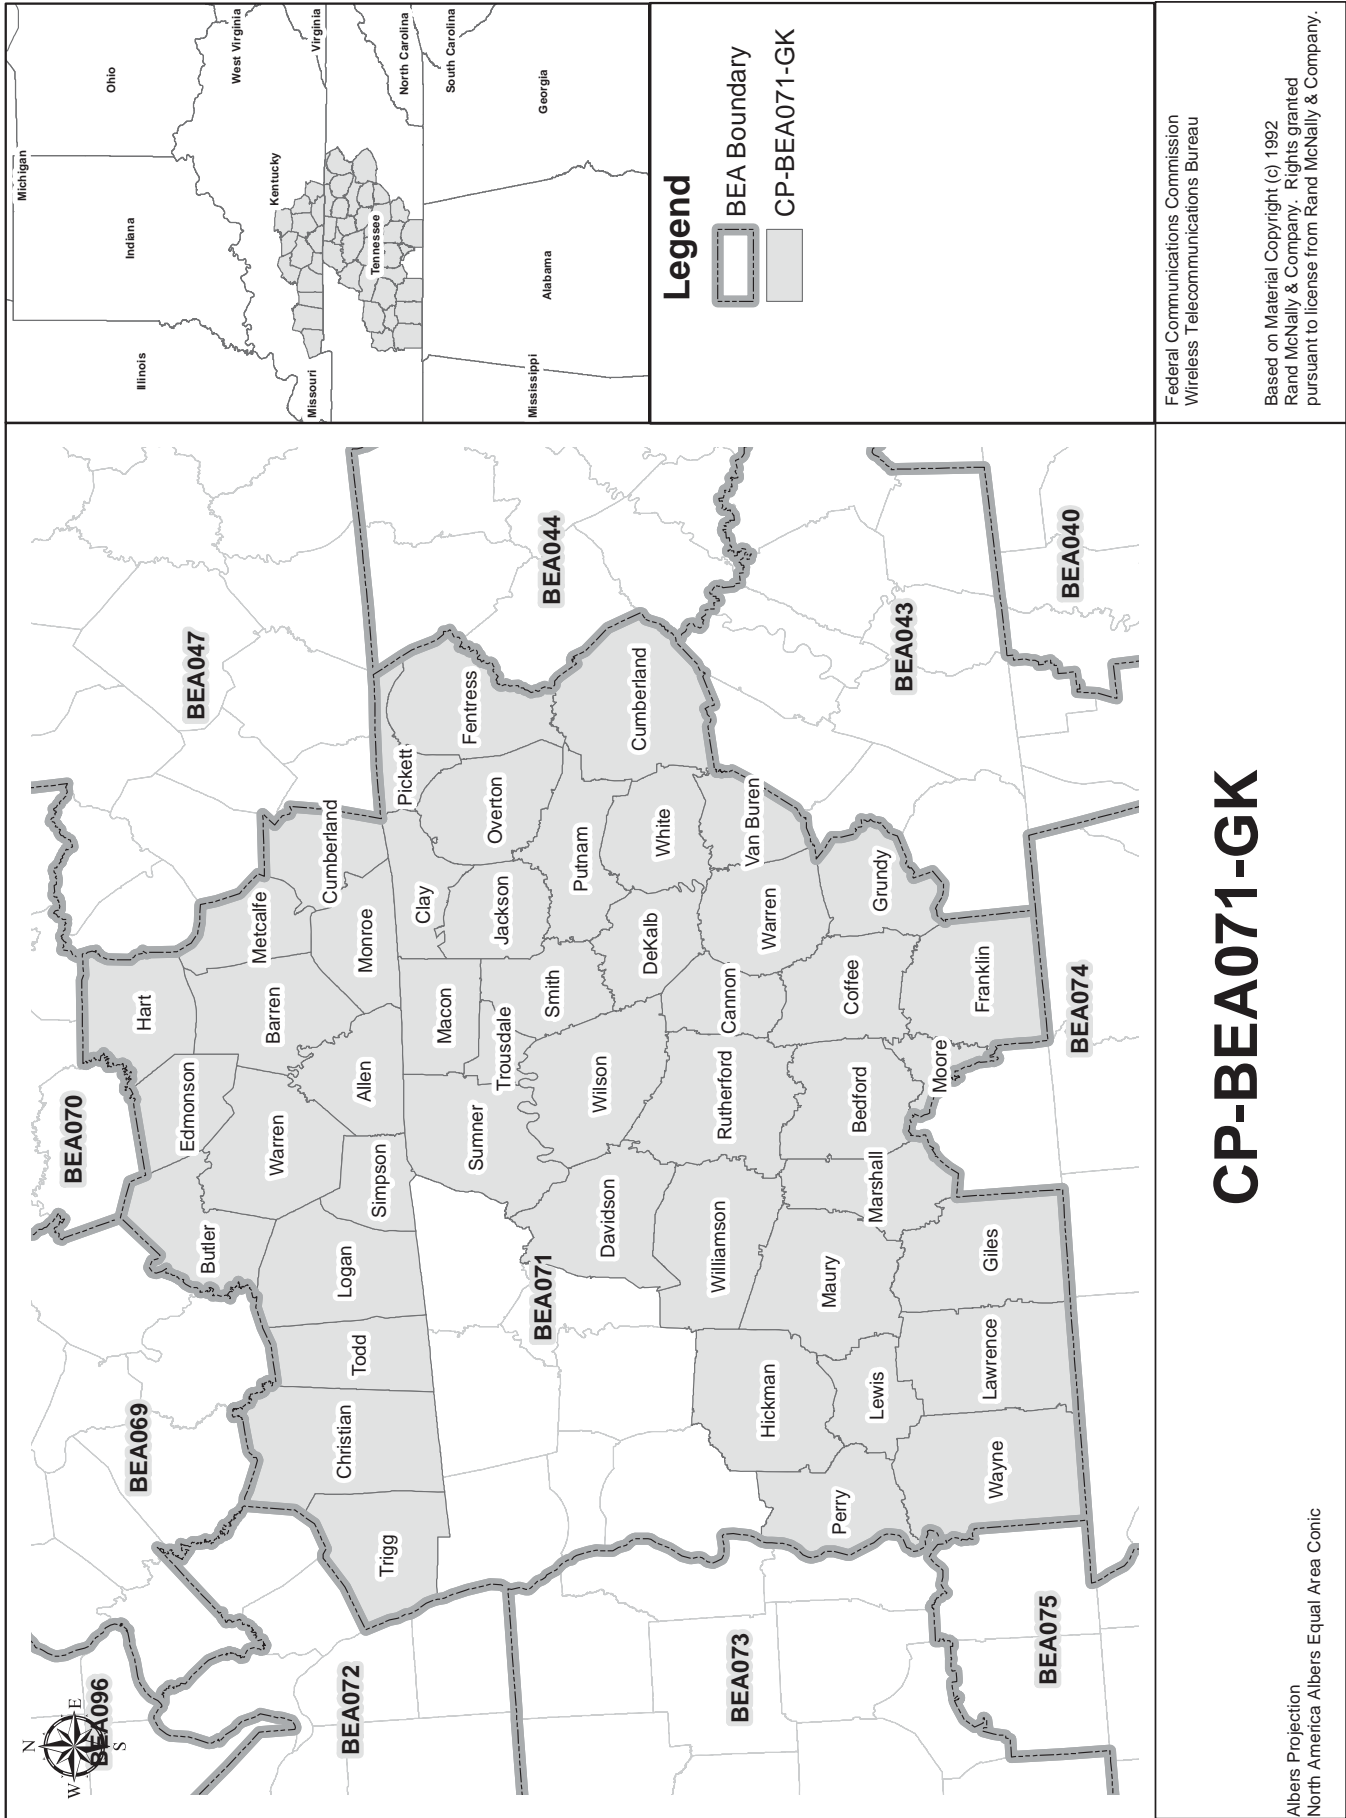 N
W
E
S
BEA096
BEA072
BEA073
BEA075
BEA069
BEA070
BEA047
BEA044
BEA043
BEA040
BEA074
BEA071
Hart
Edmonson
Butler
Warren
Barren
Metcalfe
Cumberland
Monroe
Allen
Simpson
Logan
Todd
Christian
Trigg
Pickett
Fentress
Clay
Overton
Macon
Jackson
Sumner
Trousdale
Smith
Putnam
Cumberland
Wilson
Davidson
DeKalb
White
Van Buren
Williamson
Rutherford
Cannon
Warren
Hickman
Maury
Marshall
Bedford
Coffee
Grundy
Perry
Lewis
Moore
Franklin
Wayne
Lawrence
Giles
Michigan
Ohio
Indiana
Illinois
West Virginia
Virginia
Kentucky
Missouri
Tennessee
North Carolina
South Carolina
Mississippi
Alabama
Georgia
Legend
BEA Boundary
CP-BEA071-GK
Albers Projection
North America Albers Equal Area Conic
CP-BEA071-GK
Federal Communications Commission
Wireless Telecommunications Bureau
Based on Material Copyright (c) 1992
Rand McNally & Company. Rights granted
pursuant to license from Rand McNally & Company.